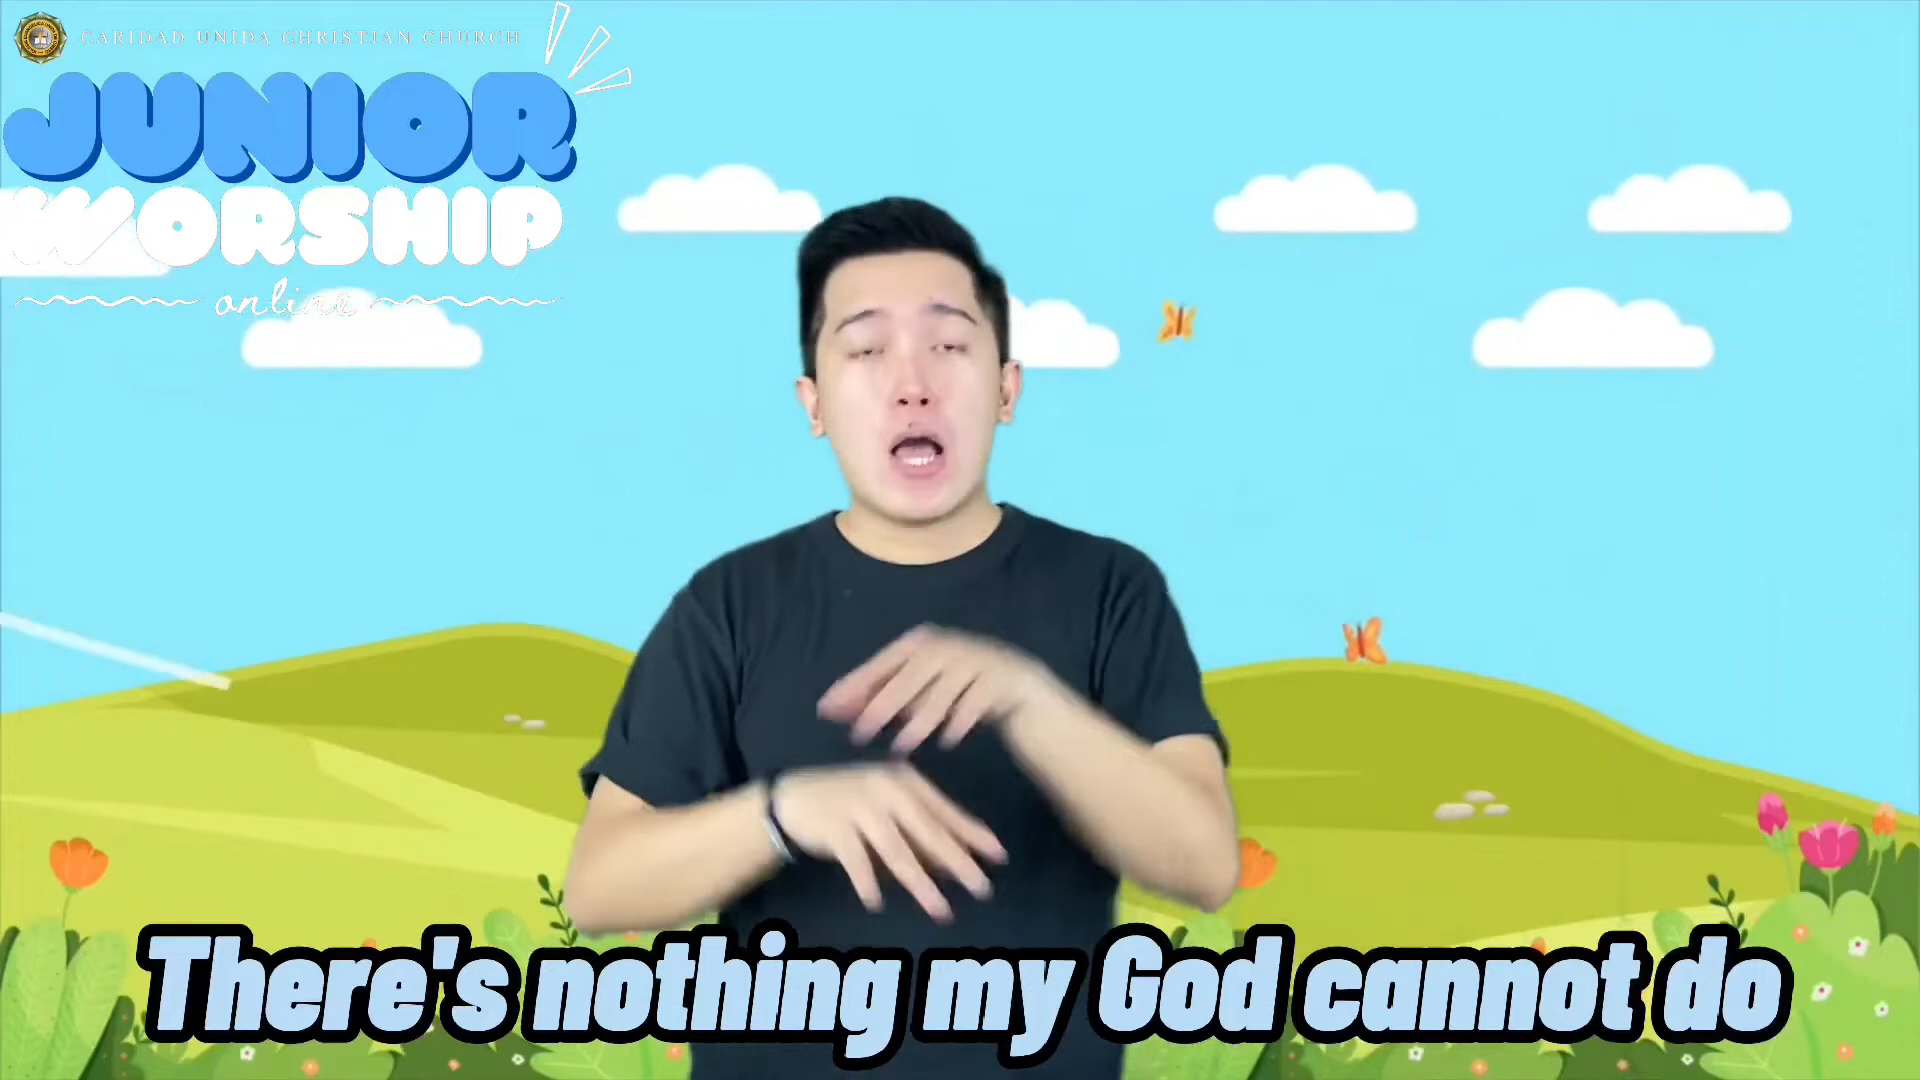 CARIDAD UNIDA CHRISTIAN CHURCH
JUNIOR
WORSHIP
online
There's nothing my God cannot do